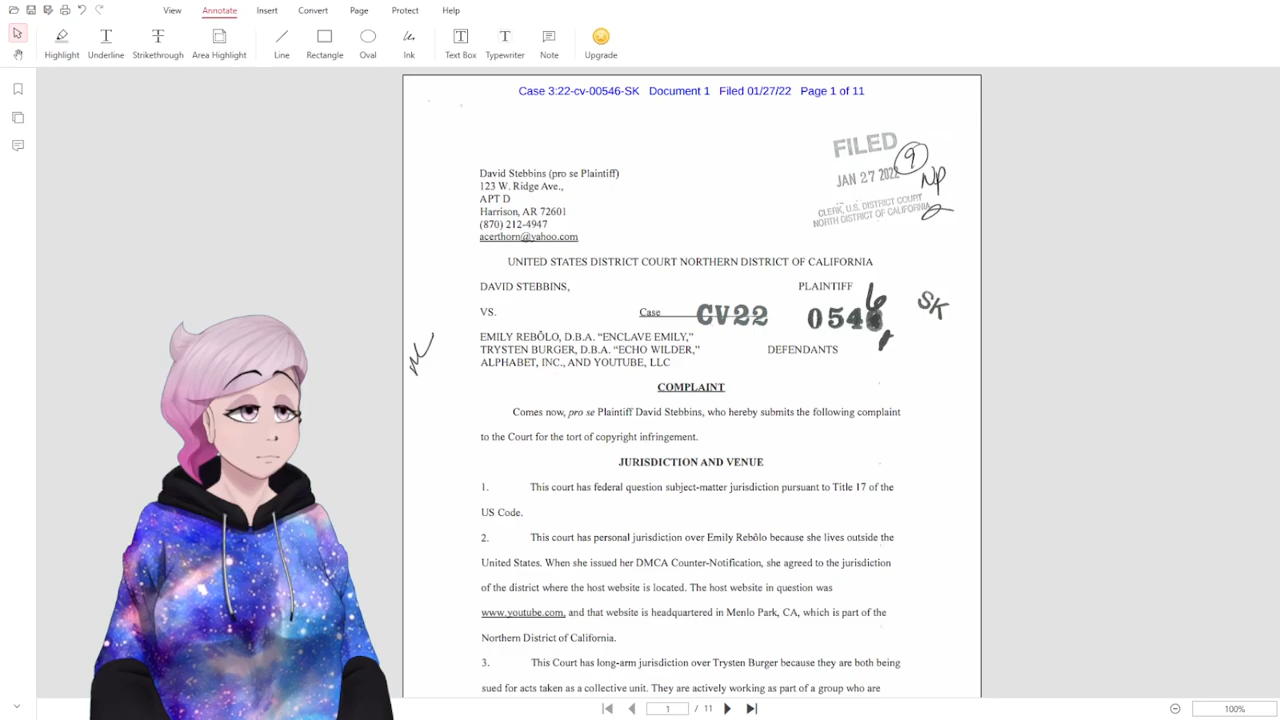 View Annotate Insert Convert Page Protect Help
Highlight Underline Strikethrough Area Highlight Line Rectangle Oval Ink Text Box Typewriter Note Upgrade
Case 3:22-cv-00546-SK Document 1 Filed 01/27/22 Page 1 of 11
FILED
9
JAN 27 2022
NP
CLERK, U.S. DISTRICT COURT
NORTH DISTRICT OF CALIFORNIA
David Stebbins (pro se Plaintiff)
123 W. Ridge Ave.,
APT D
Harrison, AR 72601
(870) 212-4947
acerthorn@yahoo.com
UNITED STATES DISTRICT COURT NORTHERN DISTRICT OF CALIFORNIA
DAVID STEBBINS, PLAINTIFF
VS. Case CV22 0546 SK
EMILY REBÔLO, D.B.A. “ENCLAVE EMILY,”
TRYSTEN BURGER, D.B.A. “ECHO WILDER,” DEFENDANTS
ALPHABET, INC., AND YOUTUBE, LLC
COMPLAINT
Comes now, pro se Plaintiff David Stebbins, who hereby submits the following complaint
to the Court for the tort of copyright infringement.
JURISDICTION AND VENUE
1. This court has federal question subject-matter jurisdiction pursuant to Title 17 of the
US Code.
2. This court has personal jurisdiction over Emily Rebôlo because she lives outside the
United States. When she issued her DMCA Counter-Notification, she agreed to the jurisdiction
of the district where the host website is located. The host website in question was
www.youtube.com, and that website is headquartered in Menlo Park, CA, which is part of the
Northern District of California.
3. This Court has long-arm jurisdiction over Trysten Burger because they are both being
sued for acts taken as a collective unit. They are actively working as part of a group who are
1 / 11
100%